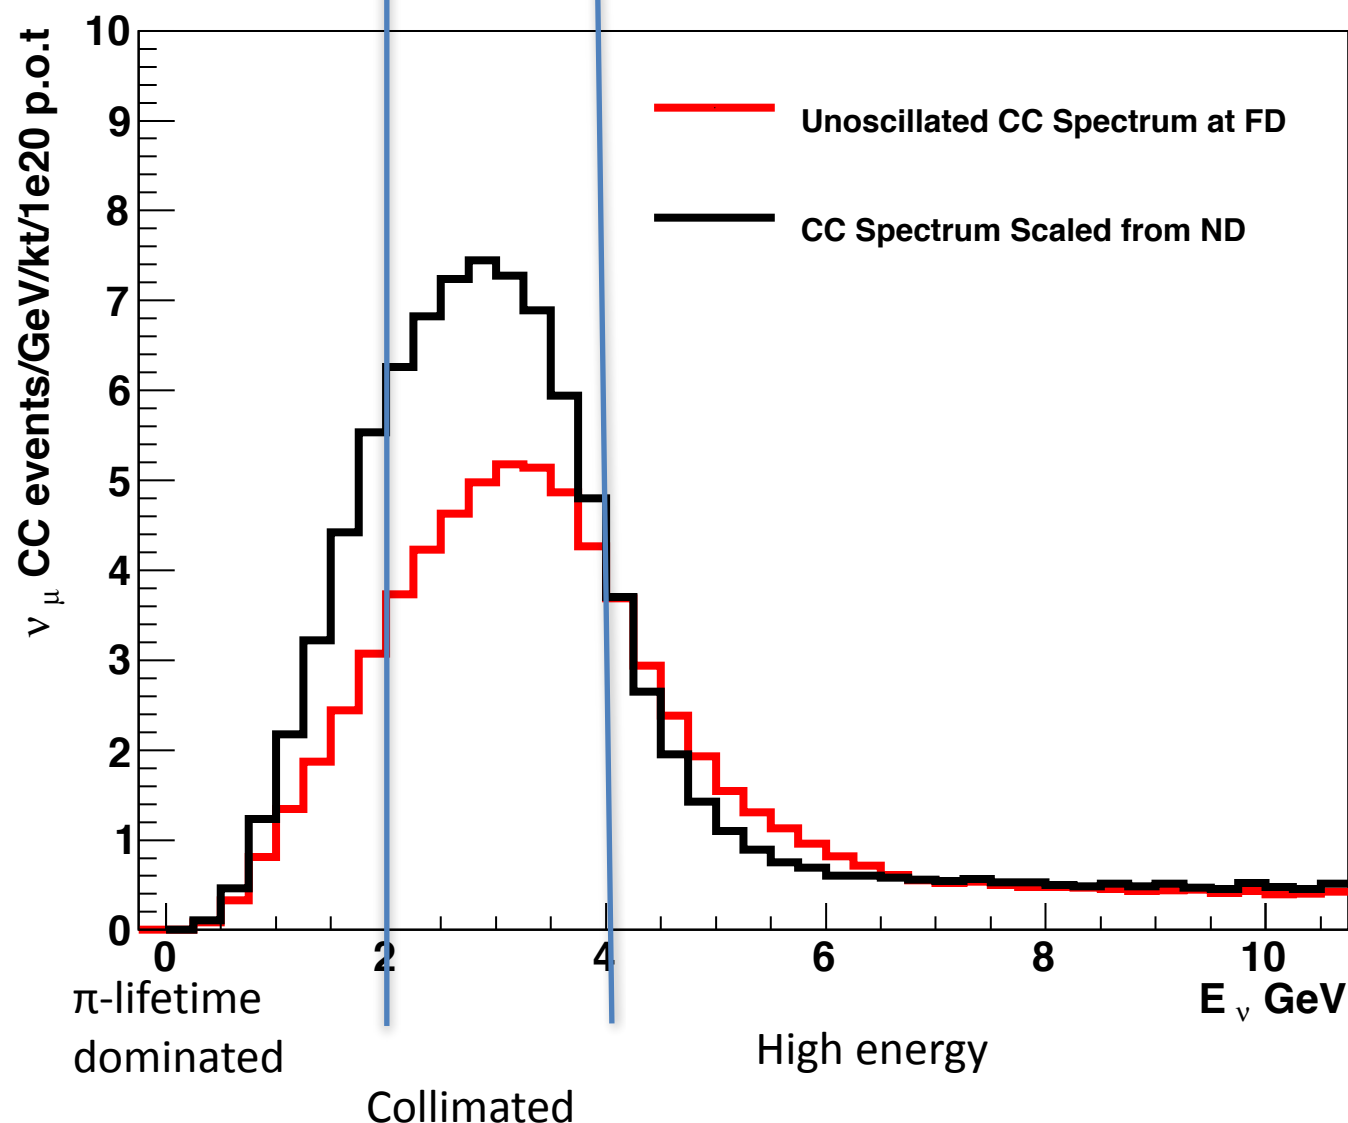 ν μ CC events/GeV/kt/1e20 p.o.t
10
9
8
7
6
5
4
3
2
1
0
Unoscillated CC Spectrum at FD
CC Spectrum Scaled from ND
0 2 4 6 8 10
E ν GeV
π-lifetime
dominated
High energy
Collimated